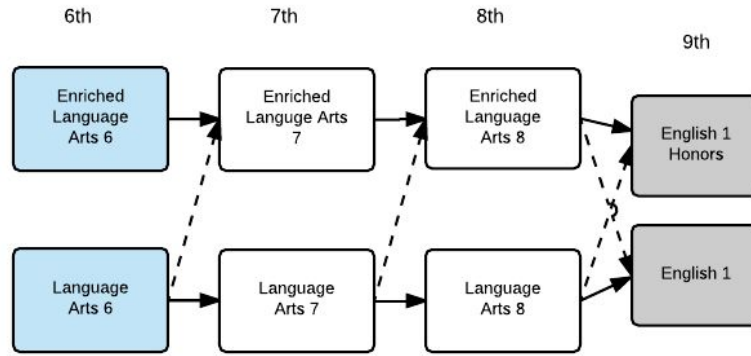 6th
7th
8th
9th
Enriched
Language
Arts 6
Enriched
Languge Arts
7
Enriched
Language
Arts 8
English 1
Honors
Language
Arts 6
Language
Arts 7
Language
Arts 8
English 1